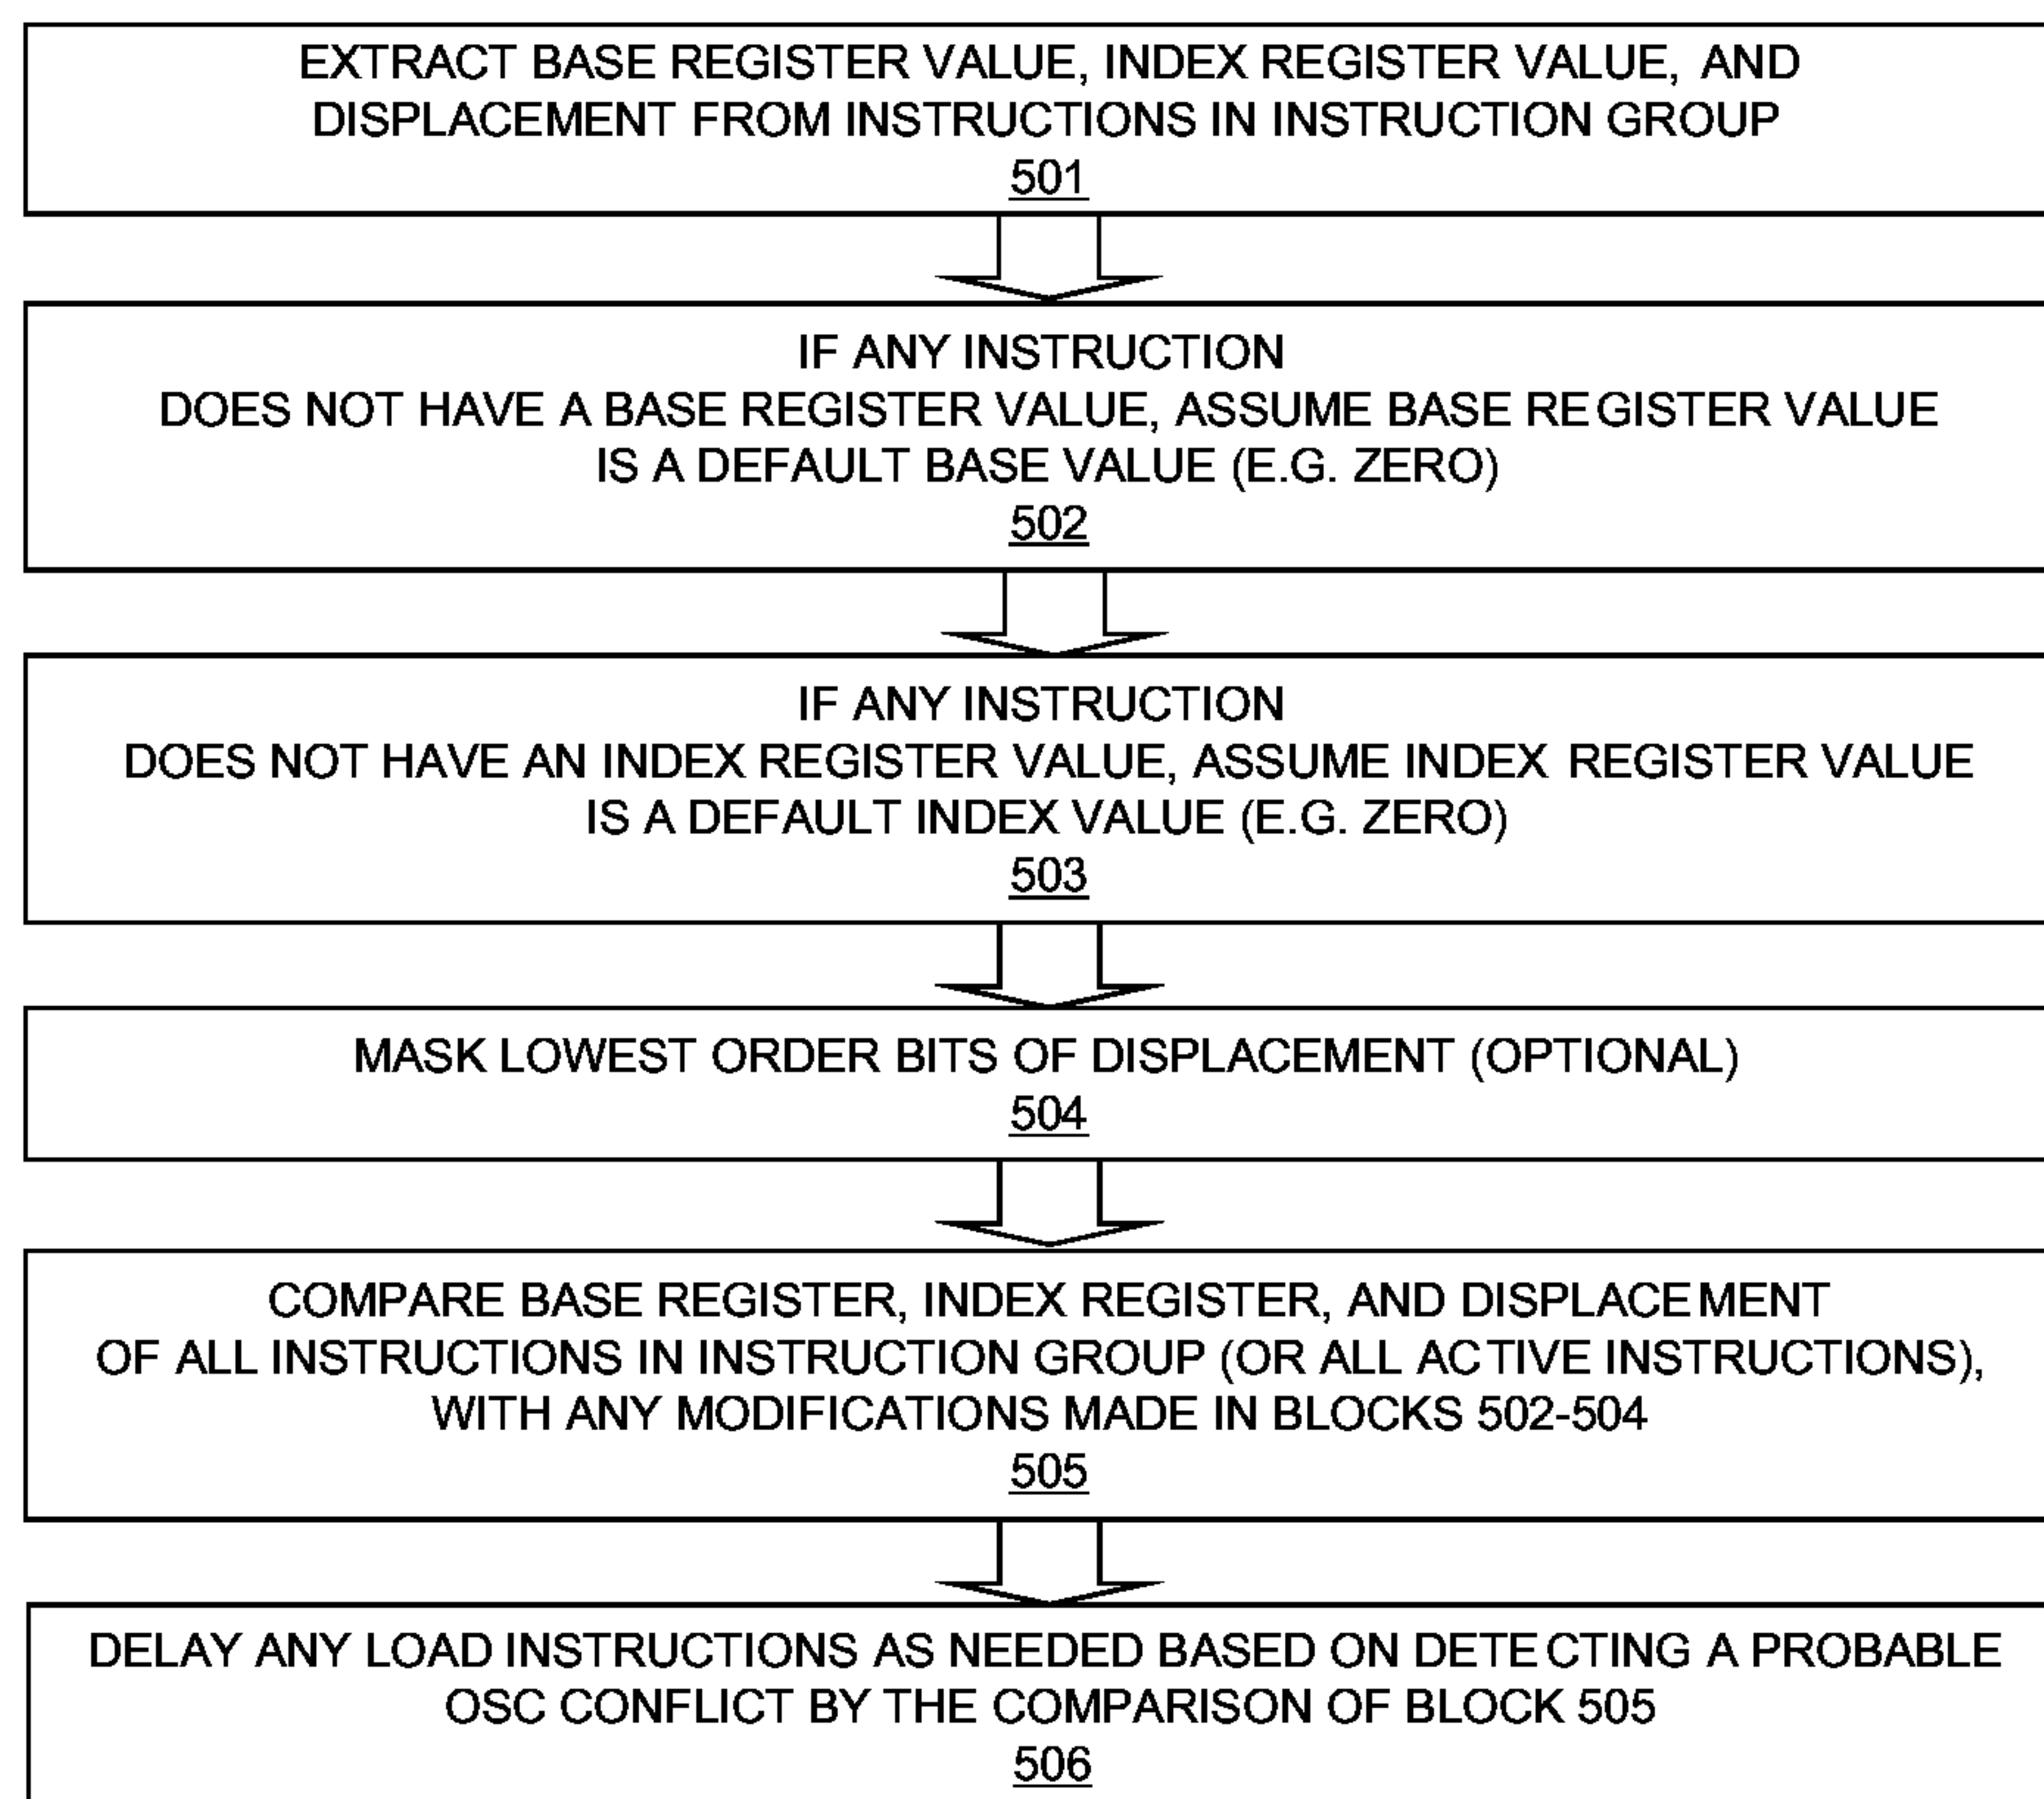 EXTRACT BASE REGISTER VALUE, INDEX REGISTER VALUE, AND
DISPLACEMENT FROM INSTRUCTIONS IN INSTRUCTION GROUP
501
IF ANY INSTRUCTION
DOES NOT HAVE A BASE REGISTER VALUE, ASSUME BASE REGISTER VALUE
IS A DEFAULT BASE VALUE (E.G. ZERO)
502
IF ANY INSTRUCTION
DOES NOT HAVE AN INDEX REGISTER VALUE, ASSUME INDEX REGISTER VALUE
IS A DEFAULT INDEX VALUE (E.G. ZERO)
503
MASK LOWEST ORDER BITS OF DISPLACEMENT (OPTIONAL)
504
COMPARE BASE REGISTER, INDEX REGISTER, AND DISPLACEMENT
OF ALL INSTRUCTIONS IN INSTRUCTION GROUP (OR ALL ACTIVE INSTRUCTIONS),
WITH ANY MODIFICATIONS MADE IN BLOCKS 502-504
505
DELAY ANY LOAD INSTRUCTIONS AS NEEDED BASED ON DETECTING A PROBABLE
OSC CONFLICT BY THE COMPARISON OF BLOCK 505
506